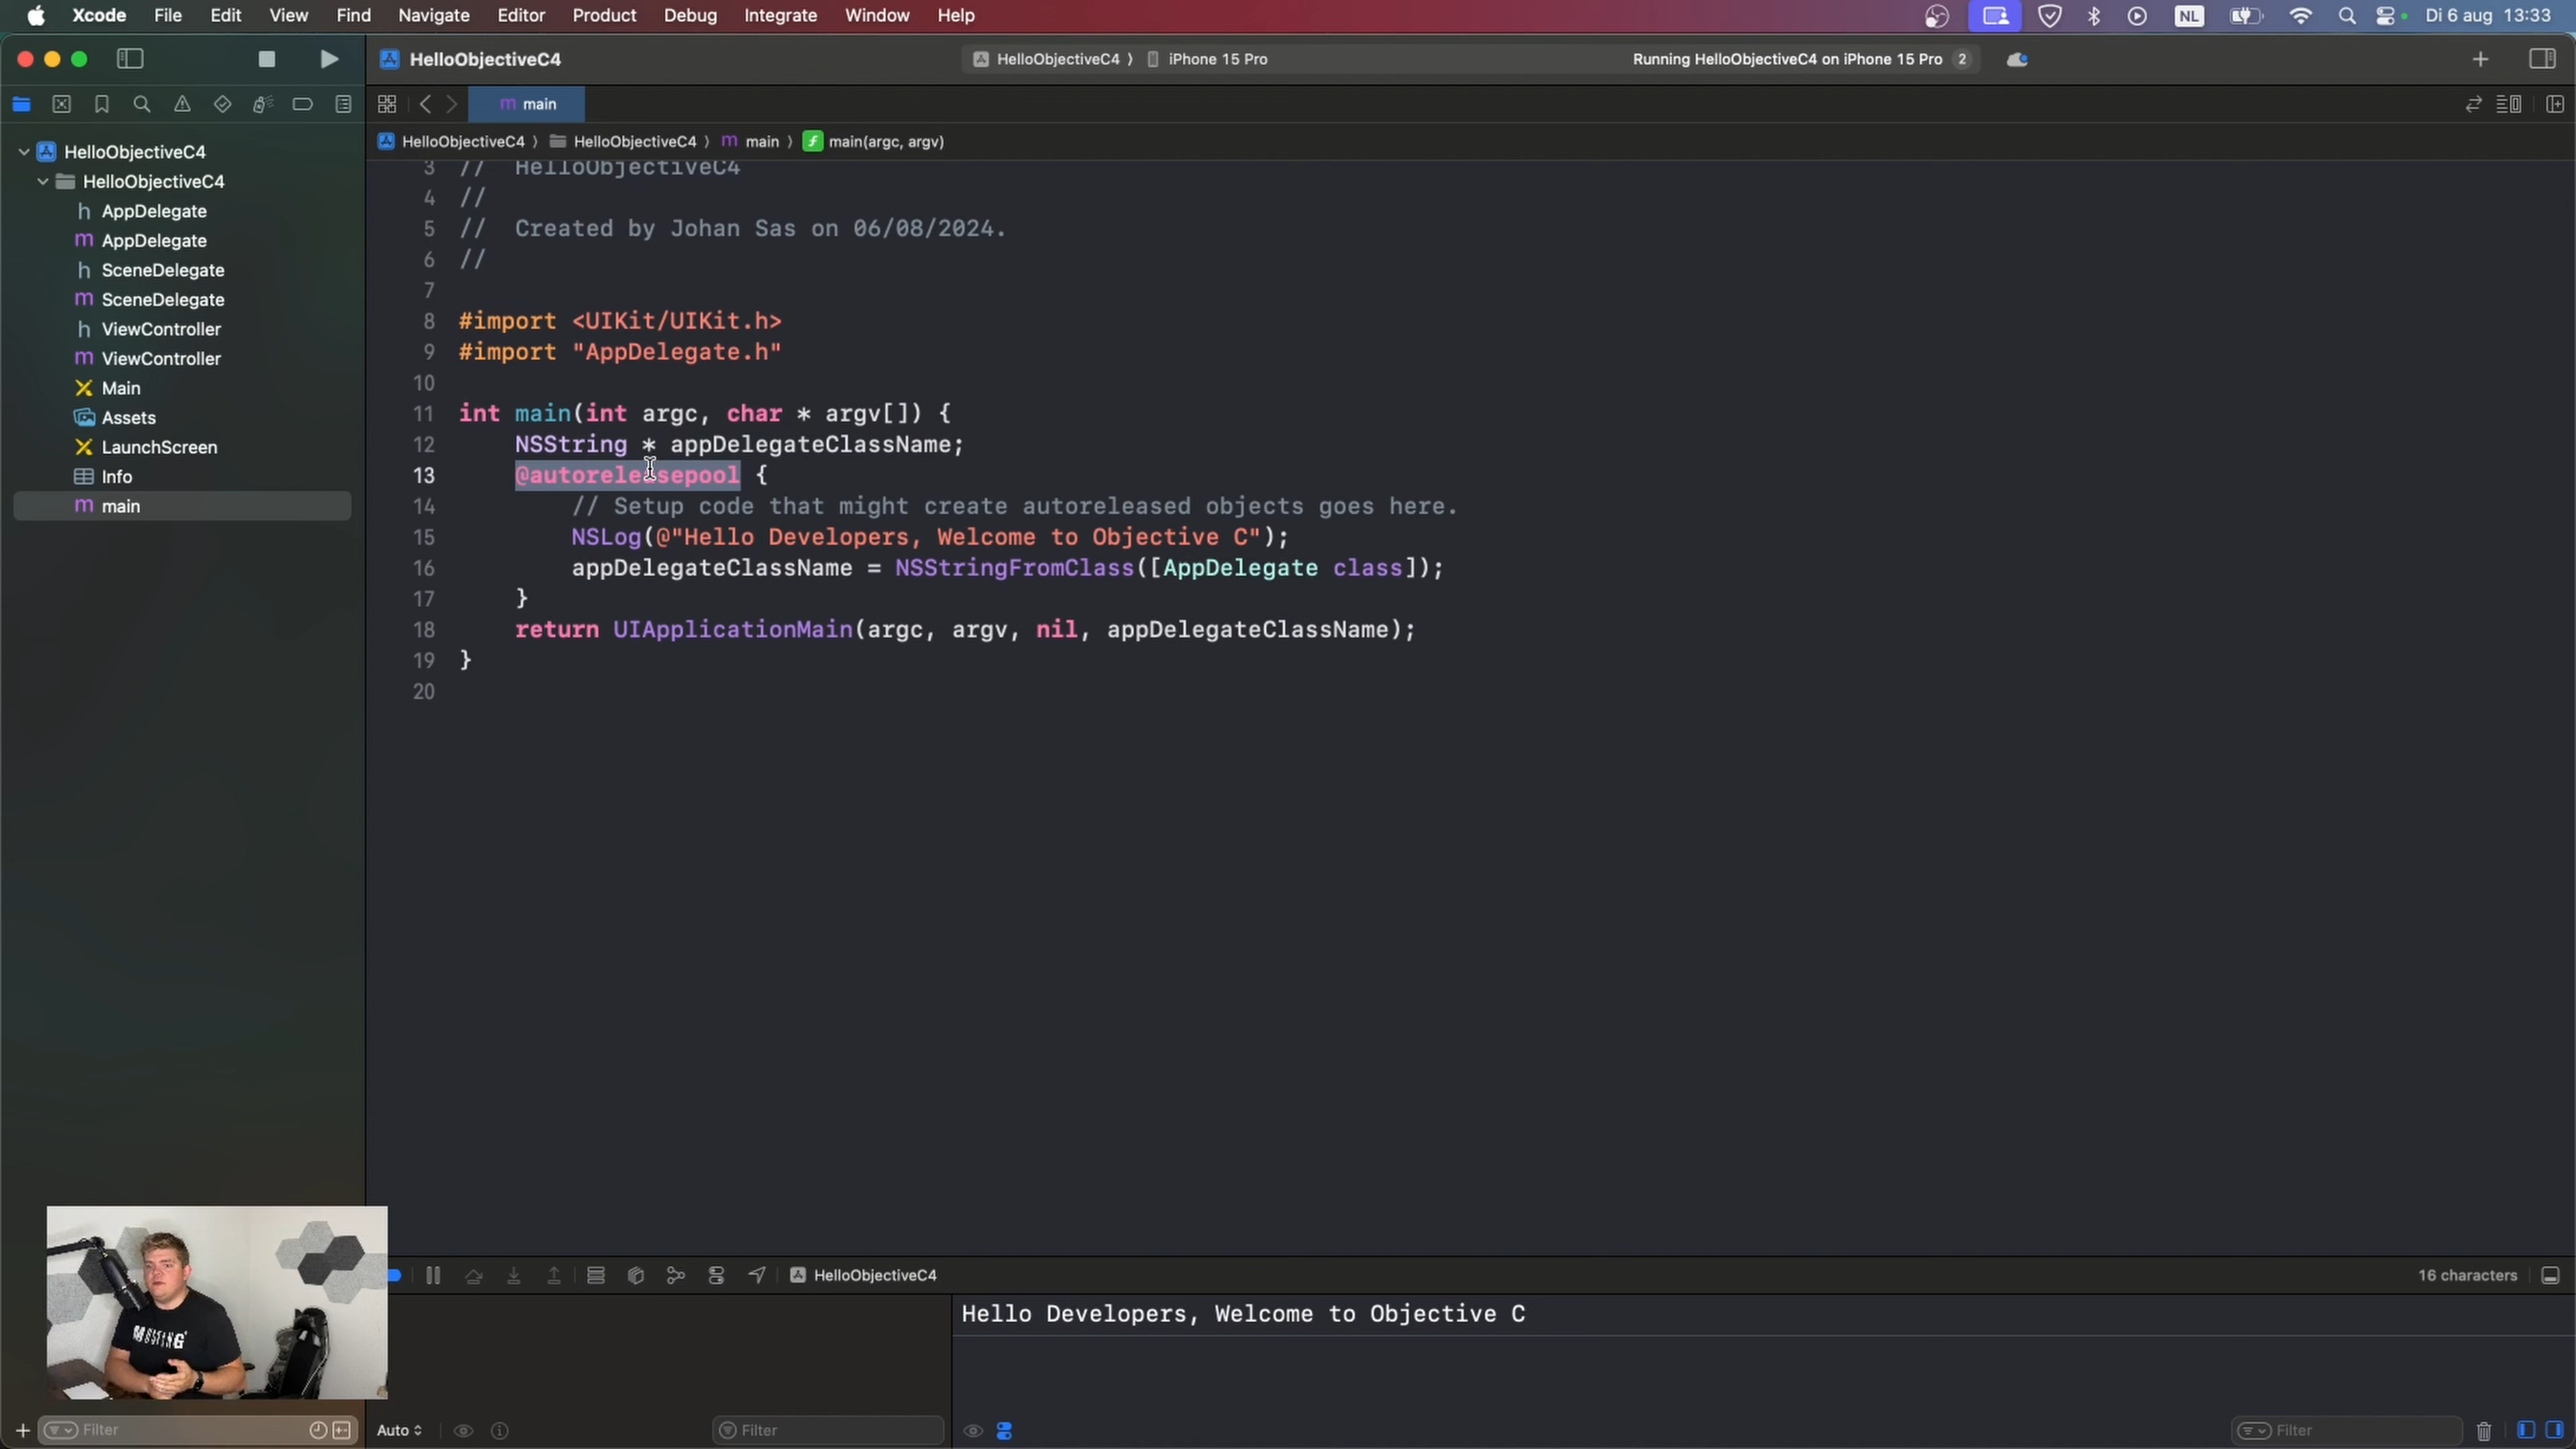 Xcode File Edit View Find Navigate Editor Product Debug Integrate Window Help NL Di 6 aug 13:33
HelloObjectiveC4 HelloObjectiveC4 ⟩ iPhone 15 Pro Running HelloObjectiveC4 on iPhone 15 Pro 2
m main
HelloObjectiveC4 ⟩ HelloObjectiveC4 ⟩ m main ⟩ f main(argc, argv)
HelloObjectiveC4
HelloObjectiveC4
h AppDelegate
m AppDelegate
h SceneDelegate
m SceneDelegate
h ViewController
m ViewController
Main
Assets
LaunchScreen
Info
m main
3 // HelloObjectiveC4
4 //
5 // Created by Johan Sas on 06/08/2024.
6 //
7
8 #import <UIKit/UIKit.h>
9 #import "AppDelegate.h"
10
11 int main(int argc, char * argv[]) {
12 NSString * appDelegateClassName;
13 @autoreleasepool {
14 // Setup code that might create autoreleased objects goes here.
15 NSLog(@"Hello Developers, Welcome to Objective C");
16 appDelegateClassName = NSStringFromClass([AppDelegate class]);
17 }
18 return UIApplicationMain(argc, argv, nil, appDelegateClassName);
19 }
20
HelloObjectiveC4 16 characters
Hello Developers, Welcome to Objective C
Filter Auto Filter Filter